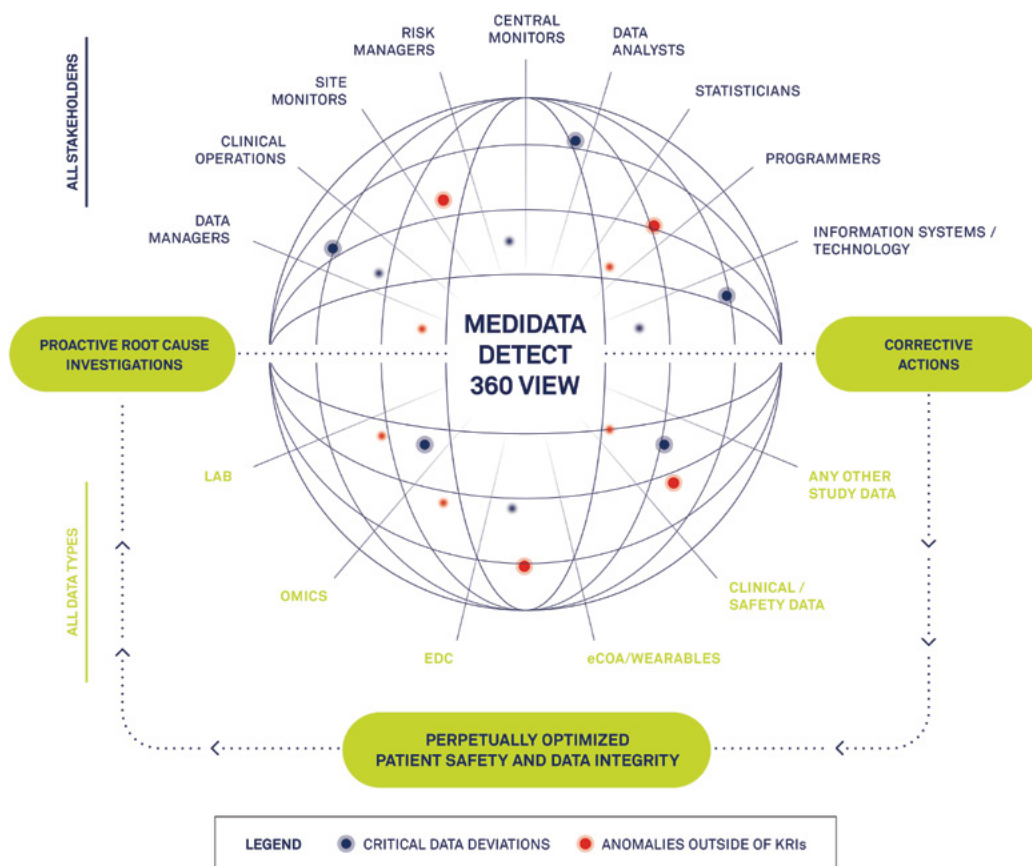 CENTRAL
MONITORS
RISK
MANAGERS
DATA
ANALYSTS
SITE
MONITORS
STATISTICIANS
CLINICAL
OPERATIONS
PROGRAMMERS
DATA
MANAGERS
INFORMATION SYSTEMS /
TECHNOLOGY
ALL STAKEHOLDERS
MEDIDATA
DETECT
360 VIEW
PROACTIVE ROOT CAUSE
INVESTIGATIONS
CORRECTIVE
ACTIONS
ALL DATA TYPES
LAB
OMICS
EDC
eCOA/WEARABLES
CLINICAL /
SAFETY DATA
ANY OTHER
STUDY DATA
PERPETUALLY OPTIMIZED
PATIENT SAFETY AND DATA INTEGRITY
LEGEND CRITICAL DATA DEVIATIONS ANOMALIES OUTSIDE OF KRIs